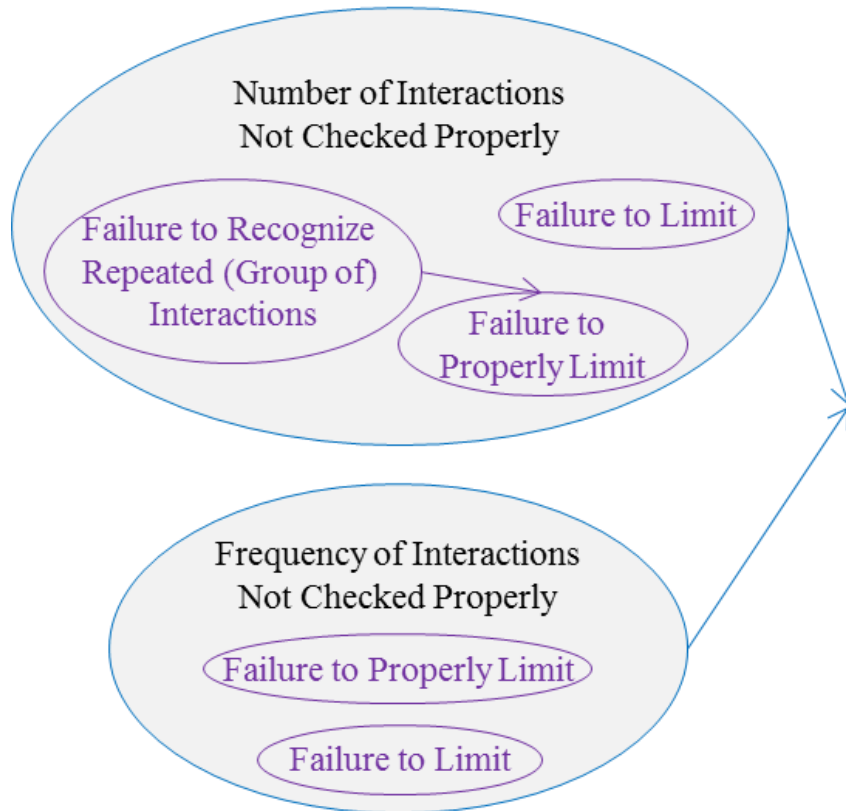 Number of Interactions
Not Checked Properly
Failure to Limit
Failure to Recognize
Repeated (Group of)
Interactions
Failure to
Properly Limit
Frequency of Interactions
Not Checked Properly
Failure to Properly Limit
Failure to Limit